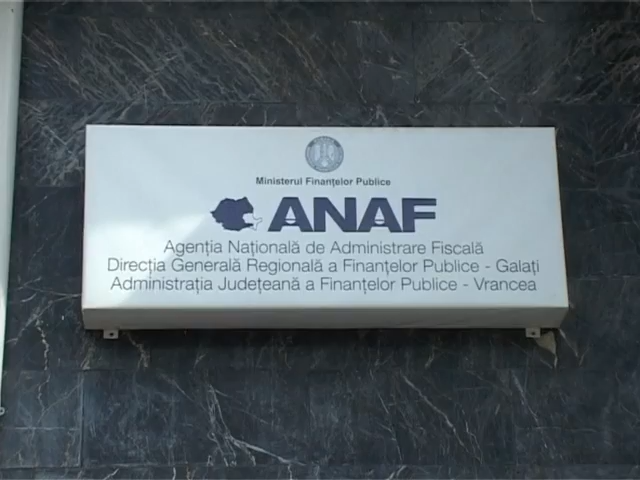 Ministerul Finanțelor Publice
ANAF
Agenția Națională de Administrare Fiscală
Direcția Generală Regională a Finanțelor Publice - Galați
Administrația Județeană a Finanțelor Publice - Vrancea